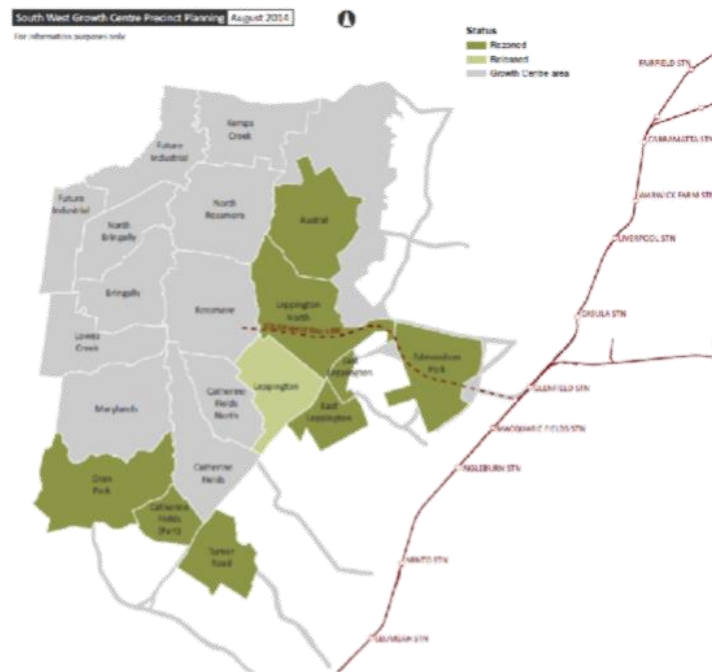 South West Growth Centre Precinct Planning August 2014
For information purposes only
Status
Rezoned
Released
Growth Centre area
FAIRFIELD STN
CABRAMATTA STN
WARWICK FARM STN
LIVERPOOL STN
CASULA STN
GLENFIELD STN
MACQUARIE FIELDS STN
INGLEBURN STN
MINTO STN
LEUMEAH STN
Kemps
Creek
Future
Industrial
Future
Industrial
North
Rossmore
Austral
North
Bringelly
Bringelly
Rossmore
Leppington
North
Lowes
Creek
East
Leppington
Edmondson
Park
Leppington
Marylands
Catherine
Fields
North
East
Leppington
Catherine
Fields
Oran
Park
Catherine
Fields
Turner
Road